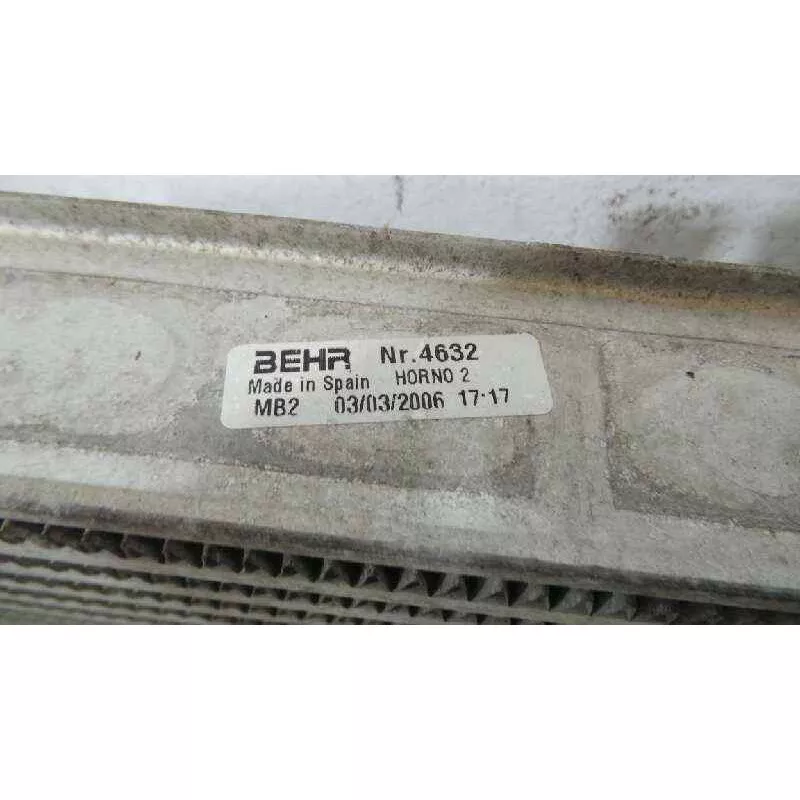 BEHR Nr.4632
Made in Spain HORNO 2
MB2 03/03/2006 17·17